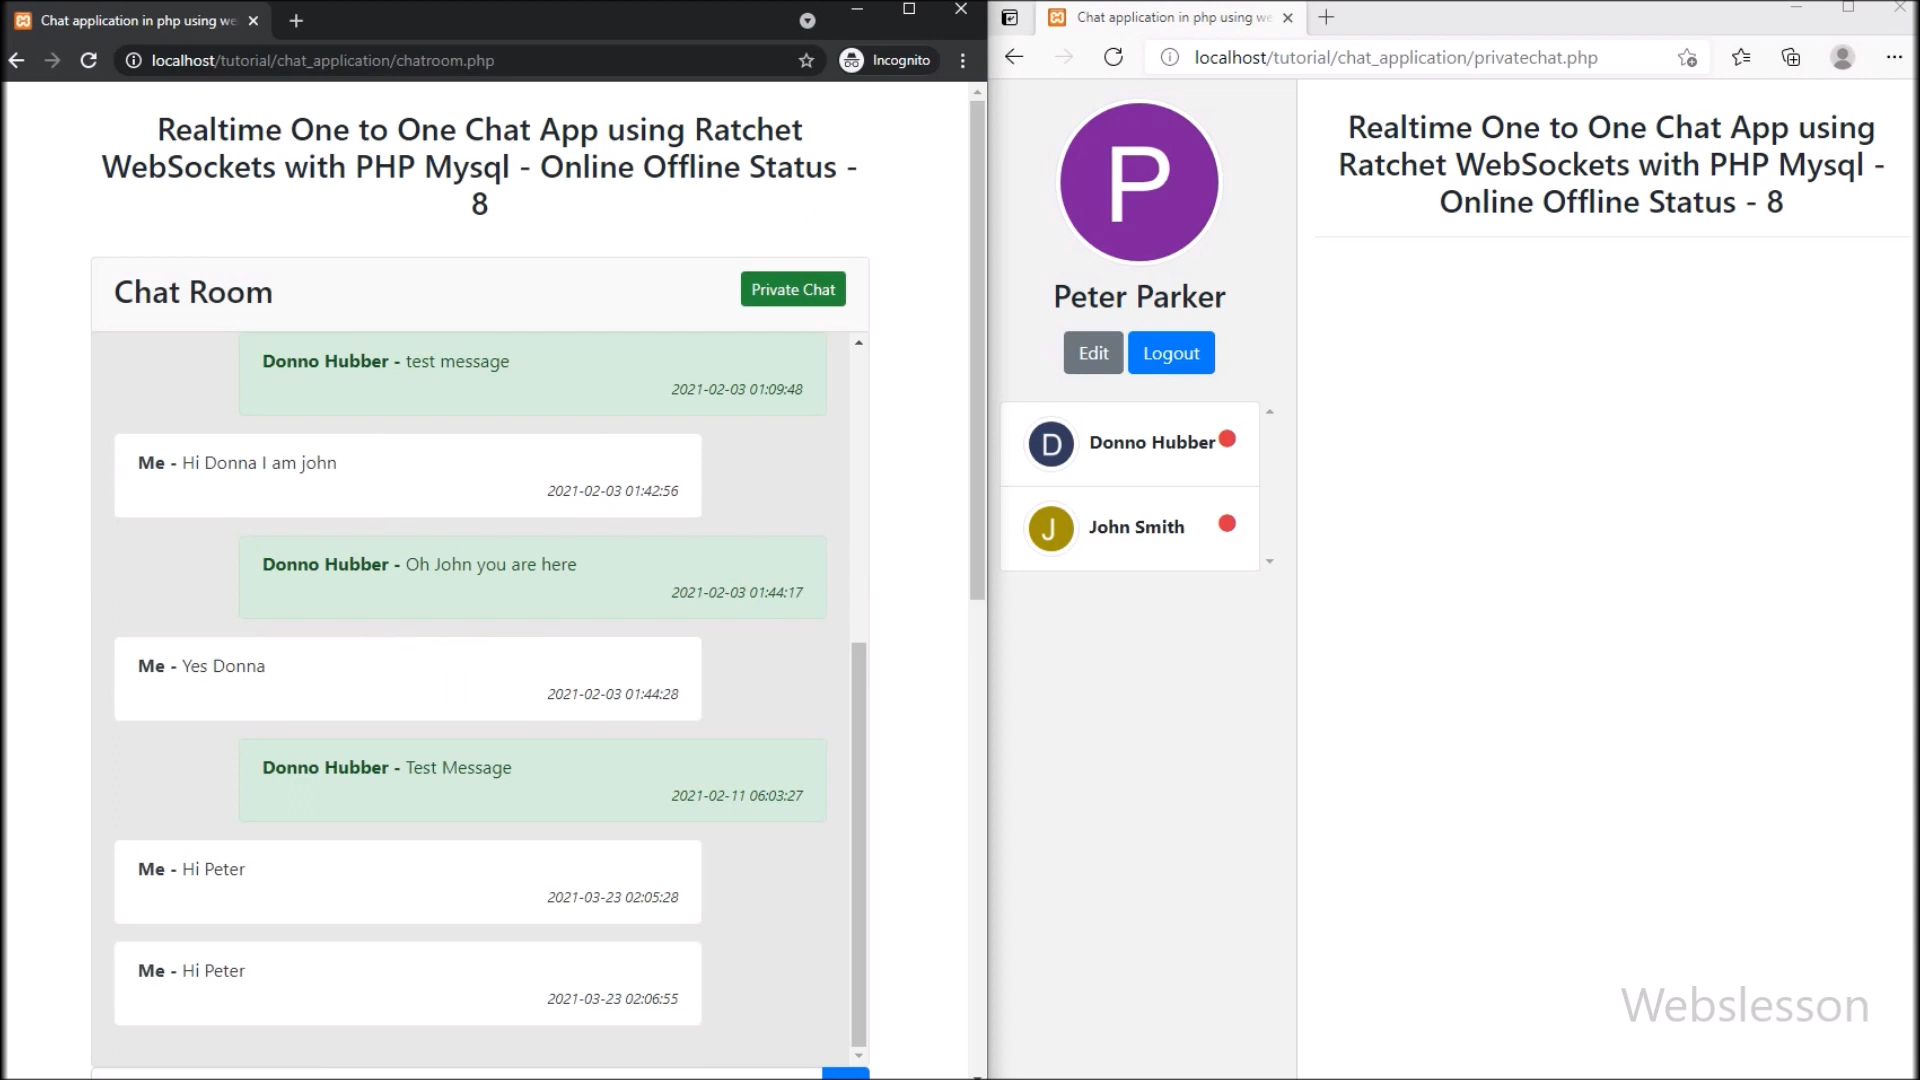 Chat application in php using we
localhost/tutorial/chat_application/chatroom.php
Incognito
Realtime One to One Chat App using Ratchet
WebSockets with PHP Mysql - Online Offline Status -
8
Chat Room
Private Chat
Donno Hubber - test message
2021-02-03 01:09:48
Me - Hi Donna I am john
2021-02-03 01:42:56
Donno Hubber - Oh John you are here
2021-02-03 01:44:17
Me - Yes Donna
2021-02-03 01:44:28
Donno Hubber - Test Message
2021-02-11 06:03:27
Me - Hi Peter
2021-03-23 02:05:28
Me - Hi Peter
2021-03-23 02:06:55
Chat application in php using we
localhost/tutorial/chat_application/privatechat.php
P
Peter Parker
Edit
Logout
D
Donno Hubber
J
John Smith
Realtime One to One Chat App using
Ratchet WebSockets with PHP Mysql -
Online Offline Status - 8
Webslesson